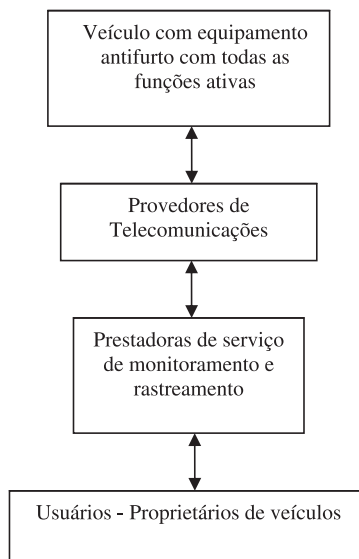 Veículo com equipamento
antifurto com todas as
funções ativas
Provedores de
Telecomunicações
Prestadoras de serviço
de monitoramento e
rastreamento
Usuários - Proprietários de veículos